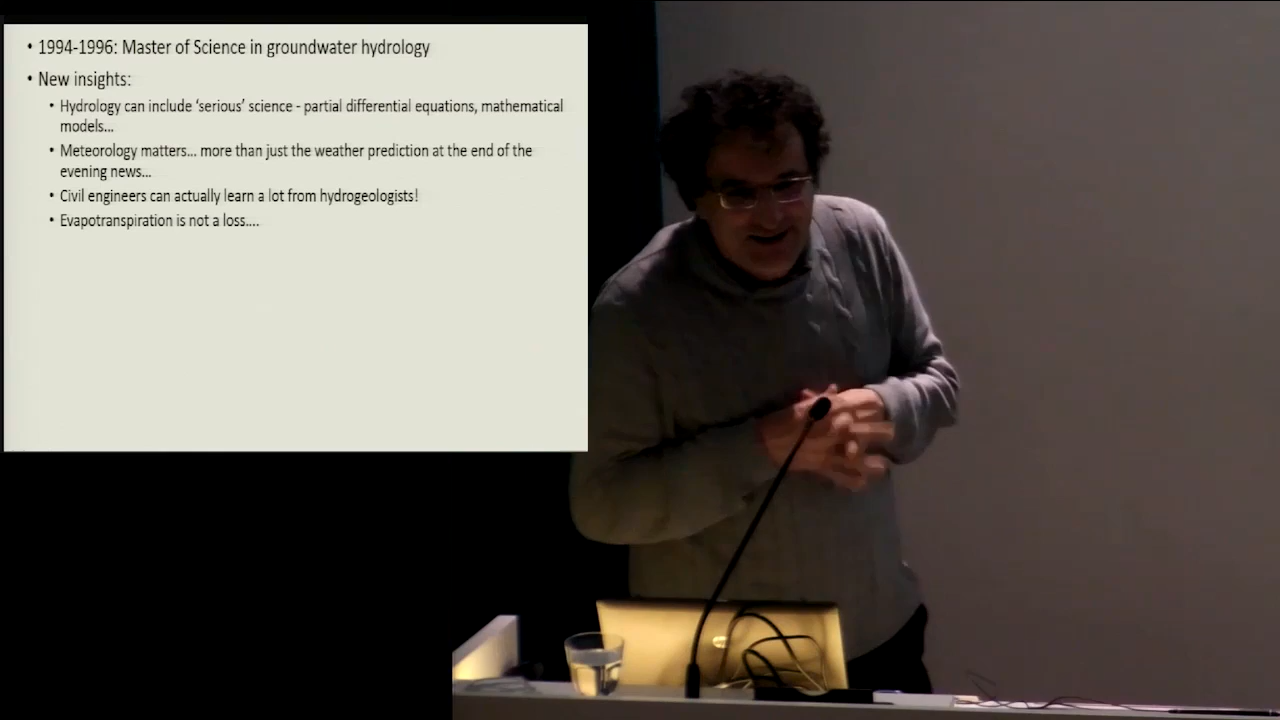 • 1994-1996: Master of Science in groundwater hydrology
• New insights:
• Hydrology can include ‘serious’ science - partial differential equations, mathematical
models...
• Meteorology matters... more than just the weather prediction at the end of the
evening news...
• Civil engineers can actually learn a lot from hydrogeologists!
• Evapotranspiration is not a loss....